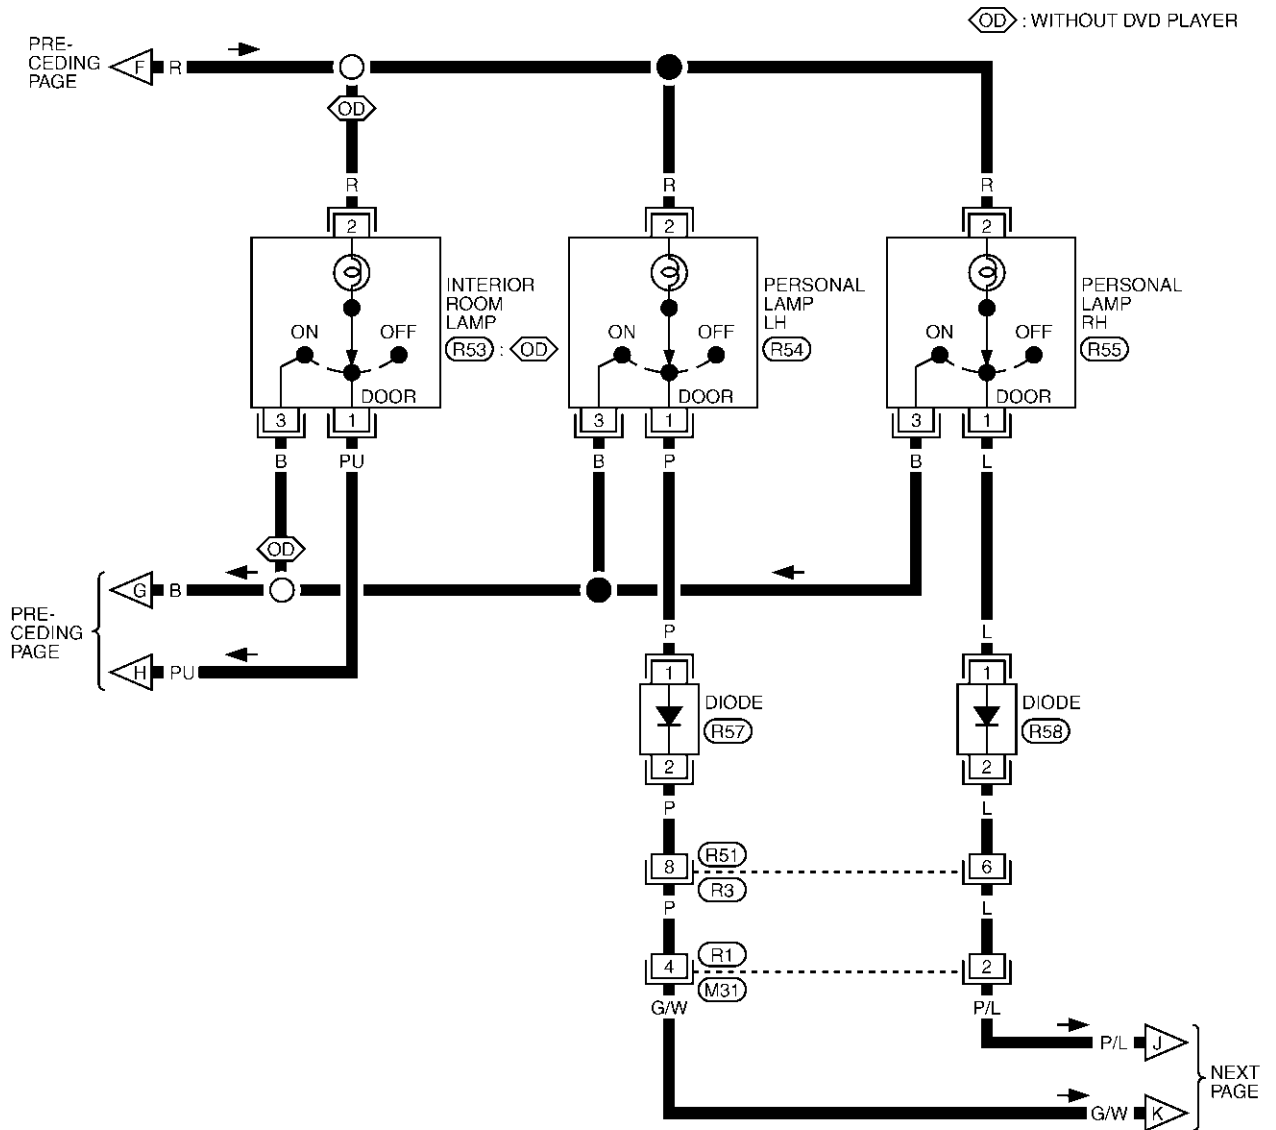 OD : WITHOUT DVD PLAYER
PRE-
CEDING
PAGE
F R
OD
R R R
2 2 2
INTERIOR
ROOM
LAMP
R53 : OD
ON OFF
DOOR
PERSONAL
LAMP
LH
R54
ON OFF
DOOR
PERSONAL
LAMP
RH
R55
ON OFF
DOOR
3 1 3 1 3 1
B PU B P B L
OD
PRE-
CEDING
PAGE
G B
H PU
P L
1 1
DIODE
R57
DIODE
R58
2 2
P L
8 R51 6
R3
P L
4 R1 2
M31
G/W P/L
P/L J
G/W K
NEXT
PAGE